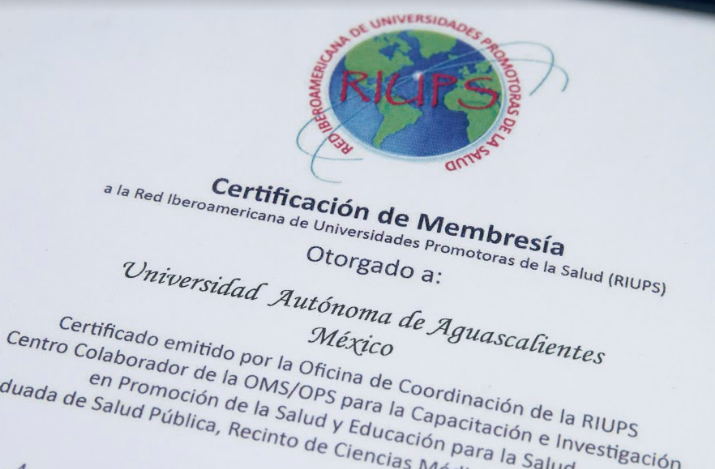 RED IBEROAMERICANA DE UNIVERSIDADES PROMOTORAS DE LA SALUD
RIUPS
Certificación de Membresía
a la Red Iberoamericana de Universidades Promotoras de la Salud (RIUPS)
Otorgado a:
Universidad Autónoma de Aguascalientes
México
Certificado emitido por la Oficina de Coordinación de la RIUPS
Centro Colaborador de la OMS/OPS para la Capacitación e Investigación
en Promoción de la Salud y Educación para la Salud
duada de Salud Pública, Recinto de Ciencias